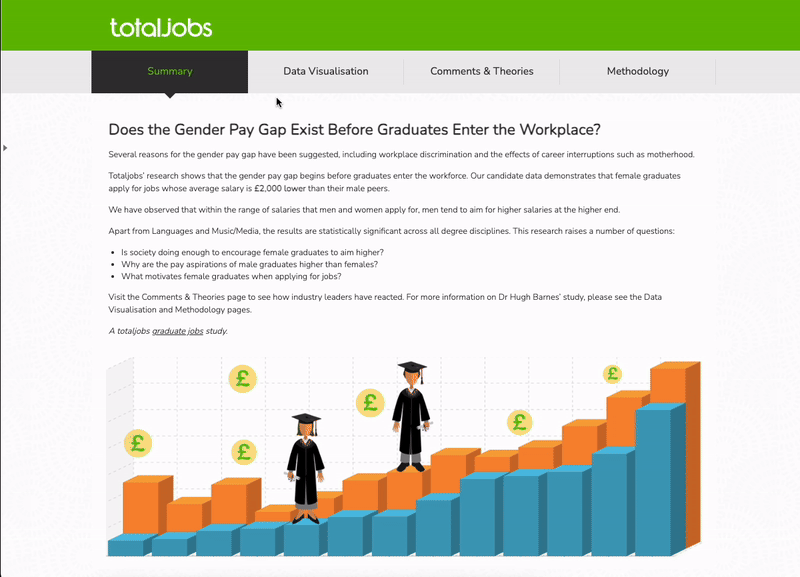 totaljobs
Summary
Data Visualisation
Comments & Theories
Methodology
Does the Gender Pay Gap Exist Before Graduates Enter the Workplace?
Several reasons for the gender pay gap have been suggested, including workplace discrimination and the effects of career interruptions such as motherhood.
Totaljobs' research shows that the gender pay gap begins before graduates enter the workforce. Our candidate data demonstrates that female graduates
apply for jobs whose average salary is £2,000 lower than their male peers.
We have observed that within the range of salaries that men and women apply for, men tend to aim for higher salaries at the higher end.
Apart from Languages and Music/Media, the results are statistically significant across all degree disciplines. This research raises a number of questions:
• Is society doing enough to encourage female graduates to aim higher?
• Why are the pay aspirations of male graduates higher than females?
• What motivates female graduates when applying for jobs?
Visit the Comments & Theories page to see how industry leaders have reacted. For more information on Dr Hugh Barnes' study, please see the Data
Visualisation and Methodology pages.
A totaljobs graduate jobs study.
£
£
£
£
£
£